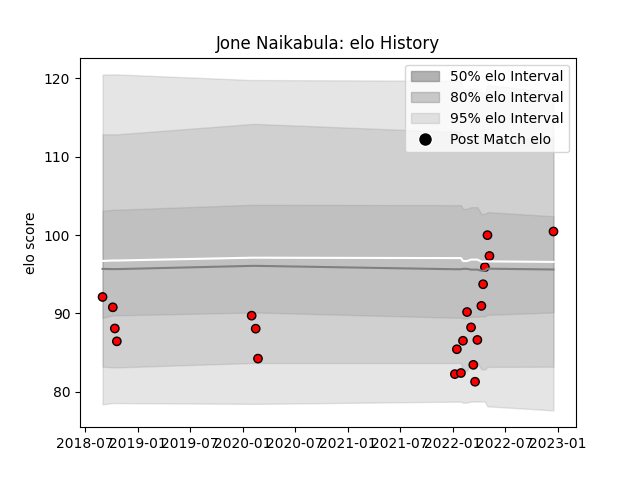 Jone Naikabula: elo History
50% elo Interval
80% elo Interval
95% elo Interval
Post Match elo
elo score
120
110
100
90
80
2018-07 2019-01 2019-07 2020-01 2020-07 2021-01 2021-07 2022-01 2022-07 2023-01